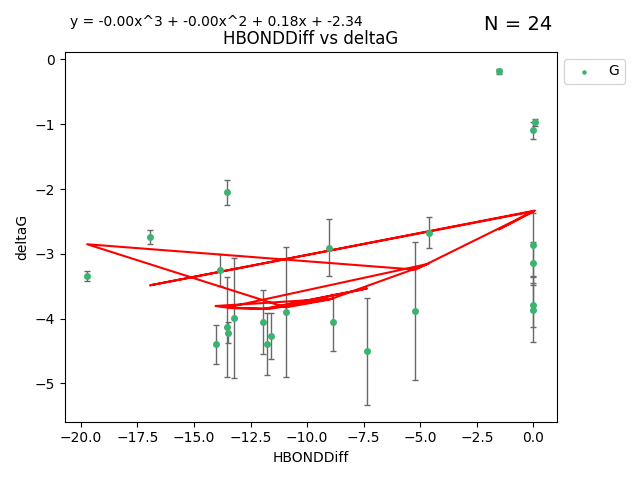 y = -0.00x^3 + -0.00x^2 + 0.18x + -2.34
N = 24
HBONDDiff vs deltaG
G
0
−1
−2
−3
−4
−5
deltaG
−20.0 −17.5 −15.0 −12.5 −10.0 −7.5 −5.0 −2.5 0.0
HBONDDiff